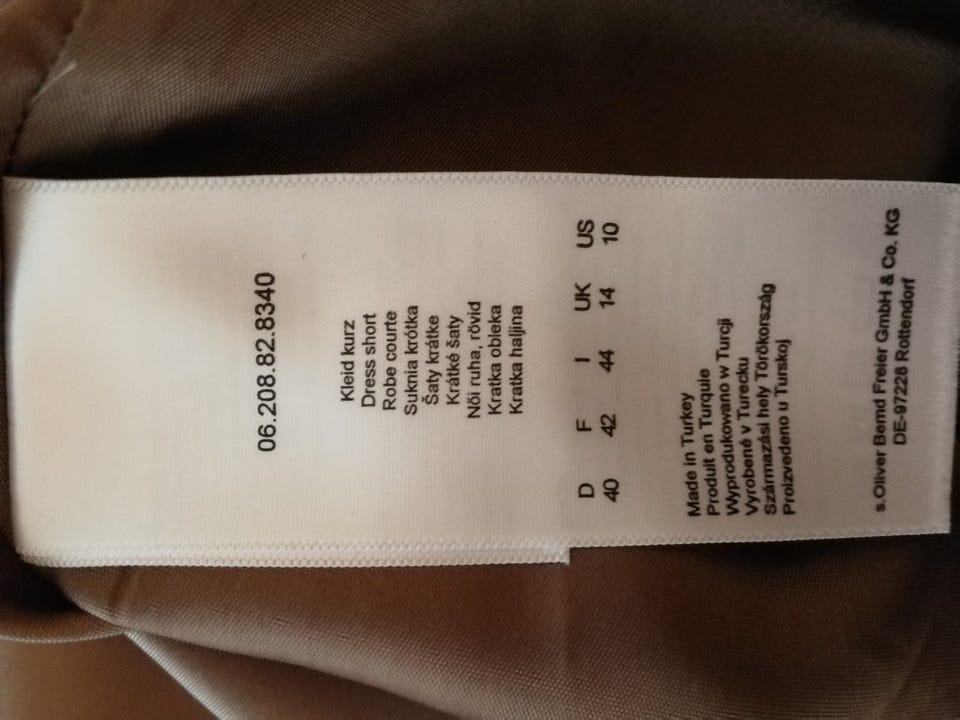 06.208.82.8340
Kleid kurz
Dress short
Robe courte
Suknia krótka
Šaty krátke
Krátké šaty
Női ruha, rövid
Kratka obleka
Kratka haljina
D F I UK US
40 42 44 14 10
Made in Turkey
Produit en Turquie
Wyprodukowano w Turcji
Vyrobené v Turecku
Származási hely Törökország
Proizvedeno u Turskoj
s.Oliver Bernd Freier GmbH & Co. KG
DE-97228 Rottendorf